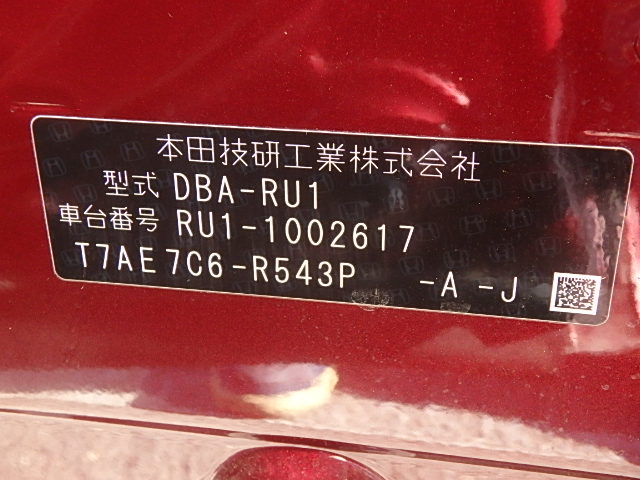 本田技研工業株式会社
型式 DBA-RU1
車台番号 RU1-1002617
T7AE7C6-R543P -A -J